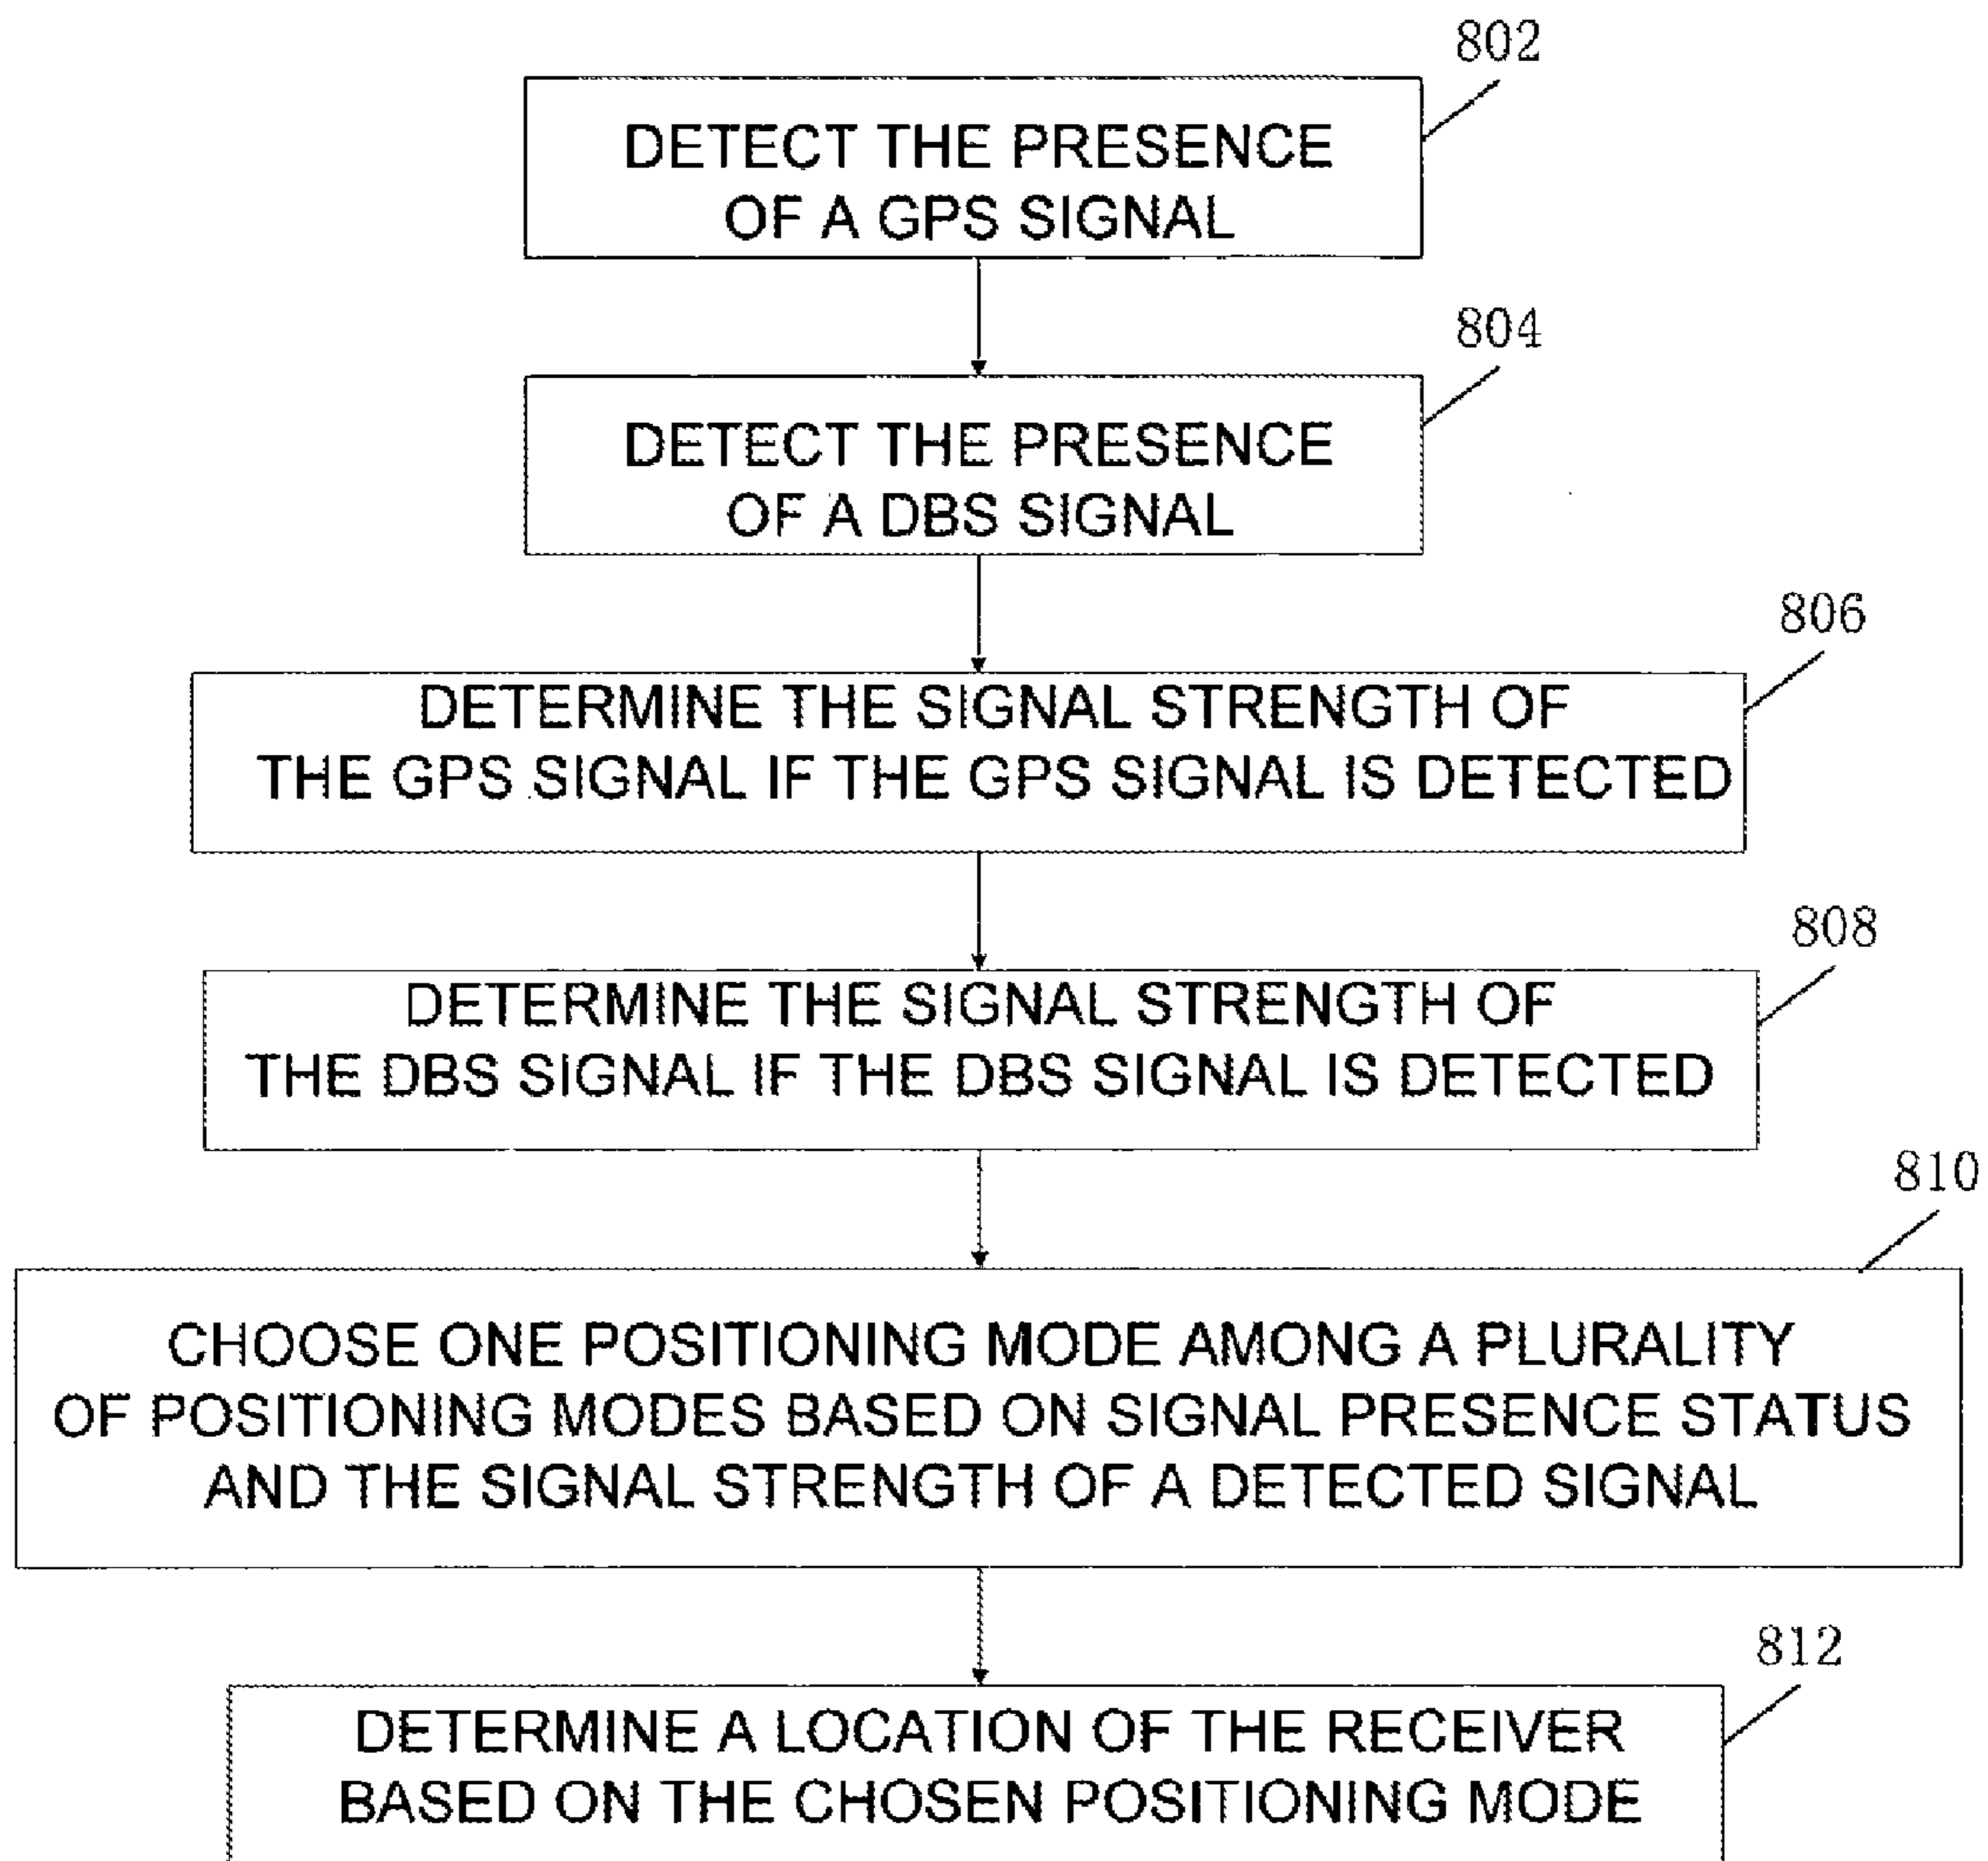 802
DETECT THE PRESENCE
OF A GPS SIGNAL
804
DETECT THE PRESENCE
OF A DBS SIGNAL
806
DETERMINE THE SIGNAL STRENGTH OF
THE GPS SIGNAL IF THE GPS SIGNAL IS DETECTED
808
DETERMINE THE SIGNAL STRENGTH OF
THE DBS SIGNAL IF THE DBS SIGNAL IS DETECTED
810
CHOOSE ONE POSITIONING MODE AMONG A PLURALITY
OF POSITIONING MODES BASED ON SIGNAL PRESENCE STATUS
AND THE SIGNAL STRENGTH OF A DETECTED SIGNAL
812
DETERMINE A LOCATION OF THE RECEIVER
BASED ON THE CHOSEN POSITIONING MODE